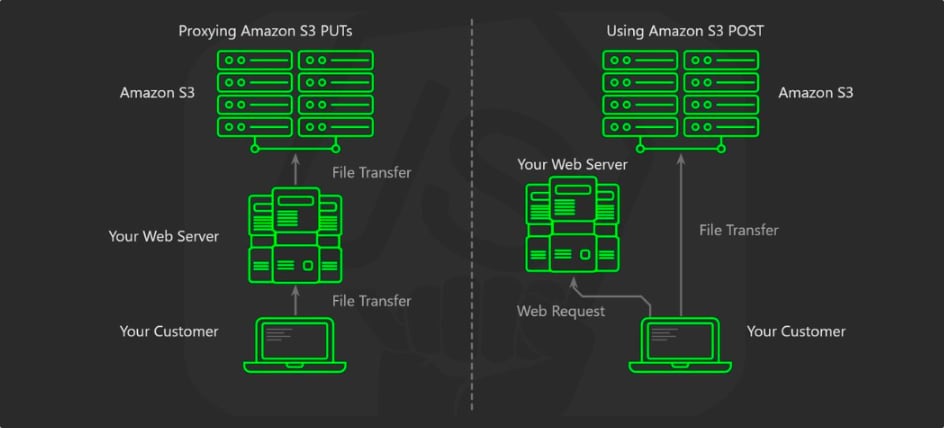 Proxying Amazon S3 PUTs
Amazon S3
File Transfer
Your Web Server
File Transfer
Your Customer
Using Amazon S3 POST
Amazon S3
Your Web Server
File Transfer
Web Request
Your Customer